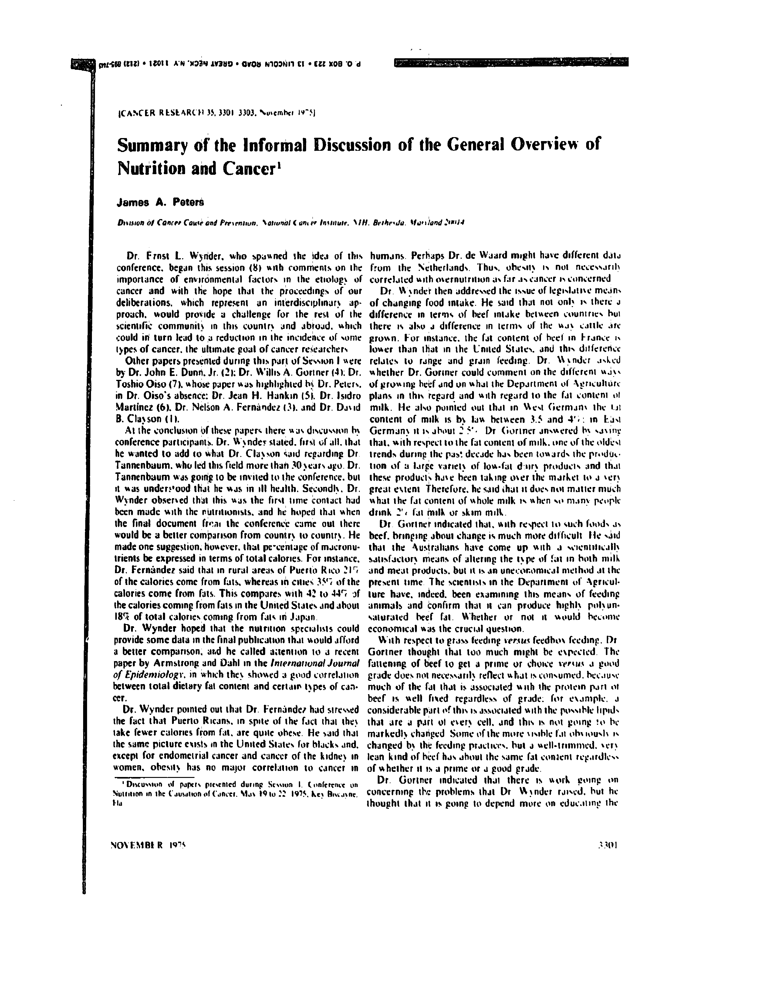 P. O. BOX 223 • 13 LINCOLN ROAD • GREAT NECK, N.Y. 11021 • (212) 895-
[CANCER RESEARCH 35, 3301-3303, November 1975]
Summary of the Informal Discussion of the General Overview of
Nutrition and Cancer¹
James A. Peters
Division of Cancer Cause and Prevention, National Cancer Institute, NIH, Bethesda, Maryland 20014
Dr. Ernst L. Wynder, who spawned the idea of this
conference, began this session (8) with comments on the
importance of environmental factors in the etiology of
cancer and with the hope that the proceedings of our
deliberations, which represent an interdisciplinary ap-
proach, would provide a challenge for the rest of the
scientific community in this country and abroad, which
could in turn lead to a reduction in the incidence of some
types of cancer, the ultimate goal of cancer researchers.
Other papers presented during this part of Session I were
by Dr. John E. Dunn, Jr. (2); Dr. Willis A. Gortner (4); Dr.
Toshio Oiso (7), whose paper was highlighted by Dr. Peters,
in Dr. Oiso's absence; Dr. Jean H. Hankin (5); Dr. Isidro
Martínez (6), Dr. Nelson A. Fernández (3), and Dr. David
B. Clayson (1).
At the conclusion of these papers there was discussion by
conference participants. Dr. Wynder stated, first of all, that
he wanted to add to what Dr. Clayson said regarding Dr.
Tannenbaum, who led this field more than 30 years ago. Dr.
Tannenbaum was going to be invited to the conference, but
it was understood that he was in ill health. Secondly, Dr.
Wynder observed that this was the first time contact had
been made with the nutritionists, and he hoped that when
the final document from the conference came out there
would be a better comparison from country to country. He
made one suggestion, however, that percentage of macronu-
trients be expressed in terms of total calories. For instance,
Dr. Fernández said that in rural areas of Puerto Rico 21%
of the calories come from fats, whereas in cities 35% of the
calories come from fats. This compares with 42 to 44% of
the calories coming from fats in the United States and about
18% of total calories coming from fats in Japan.
Dr. Wynder hoped that the nutrition specialists could
provide some data in the final publication that would afford
a better comparison, and he called attention to a recent
paper by Armstrong and Dahl in the International Journal
of Epidemiology, in which they showed a good correlation
between total dietary fat content and certain types of can-
cer.
Dr. Wynder pointed out that Dr. Fernández had stressed
the fact that Puerto Ricans, in spite of the fact that they
take fewer calories from fat, are quite obese. He said that
the same picture exists in the United States for blacks and,
except for endometrial cancer and cancer of the kidney in
women, obesity has no major correlation to cancer in
¹ Discussion of papers presented during Session I, Conference on
Nutrition in the Causation of Cancer, May 19 to 22, 1975, Key Biscayne,
Fla.
humans. Perhaps Dr. de Waard might have different data
from the Netherlands. Thus, obesity is not necessarily
correlated with overnutrition as far as cancer is concerned.
Dr. Wynder then addressed the issue of legislative means
of changing food intake. He said that not only is there a
difference in terms of beef intake between countries but
there is also a difference in terms of the way cattle are
grown. For instance, the fat content of beef in France is
lower than that in the United States, and this difference
relates to range and grain feeding. Dr. Wynder asked
whether Dr. Gortner could comment on the different ways
of growing beef and on what the Department of Agriculture
plans in this regard and with regard to the fat content of
milk. He also pointed out that in West Germany the fat
content of milk is by law between 3.5 and 4%; in East
Germany it is about 2.5%. Dr. Gortner answered by saying
that, with respect to the fat content of milk, one of the oldest
trends during the past decade has been towards the produc-
tion of a large variety of low-fat dairy products and that
these products have been taking over the market to a very
great extent. Therefore, he said that it does not matter much
what the fat content of whole milk is when so many people
drink 2% fat milk or skim milk.
Dr. Gortner indicated that, with respect to such foods as
beef, bringing about change is much more difficult. He said
that the Australians have come up with a scientifically
satisfactory means of altering the type of fat in both milk
and meat products, but it is an uneconomical method at the
present time. The scientists in the Department of Agricul-
ture have, indeed, been examining this means of feeding
animals and confirm that it can produce highly polyun-
saturated beef fat. Whether or not it would become
economical was the crucial question.
With respect to grass feeding versus feedbox feeding, Dr.
Gortner thought that too much might be expected. The
fattening of beef to get a prime or choice versus a good
grade does not necessarily reflect what is consumed, because
much of the fat that is associated with the protein part of
beef is well fixed regardless of grade; for example, a
considerable part of this is associated with the possible lipids
that are a part of every cell, and this is not going to be
markedly changed. Some of the more visible fat obviously is
changed by the feeding practices, but a well-trimmed, very
lean kind of beef has about the same fat content regardless
of whether it is a prime or a good grade.
Dr. Gortner indicated that there is work going on
concerning the problems that Dr. Wynder raised, but he
thought that it is going to depend more on educating the
NOVEMBER 1975
3301